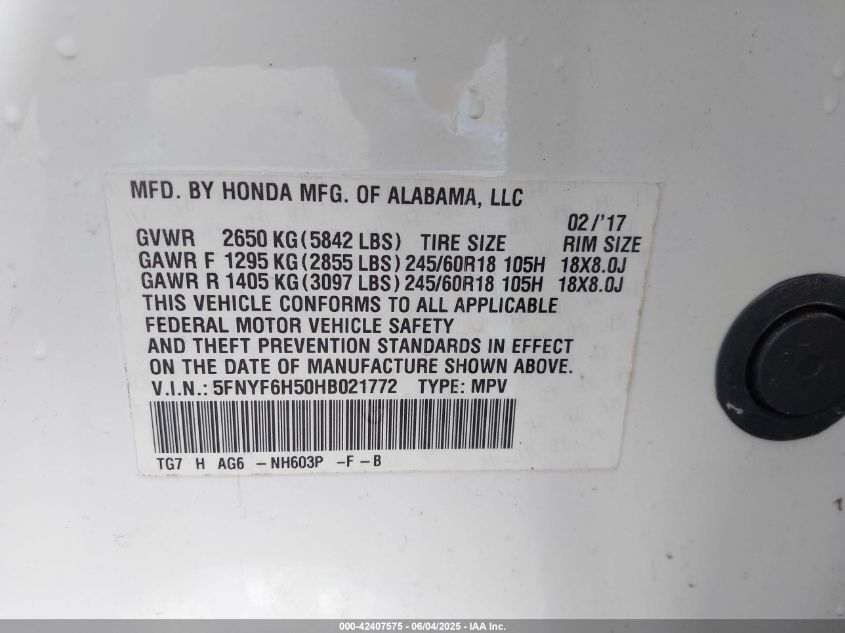 MFD. BY HONDA MFG. OF ALABAMA, LLC
02/'17
GVWR 2650 KG (5842 LBS) TIRE SIZE RIM SIZE
GAWR F 1295 KG (2855 LBS) 245/60R18 105H 18X8.0J
GAWR R 1405 KG (3097 LBS) 245/60R18 105H 18X8.0J
THIS VEHICLE CONFORMS TO ALL APPLICABLE
FEDERAL MOTOR VEHICLE SAFETY
AND THEFT PREVENTION STANDARDS IN EFFECT
ON THE DATE OF MANUFACTURE SHOWN ABOVE.
V.I.N.: 5FNYF6H50HB021772 TYPE: MPV
TG7 H AG6 -NH603P -F-B
000-42407575 - 06/04/2025 - IAA Inc.